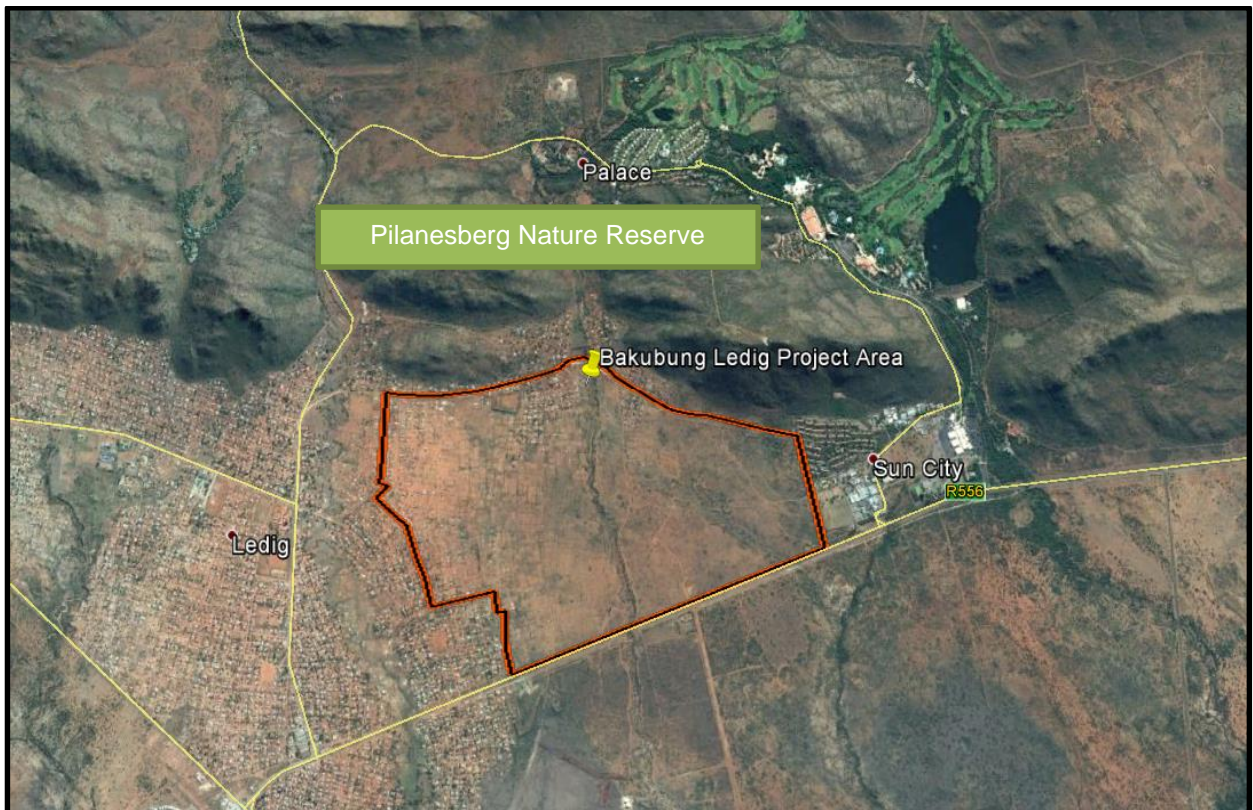 Palace
Pilanesberg Nature Reserve
Bakubung Ledig Project Area
Sun City
R556
Ledig